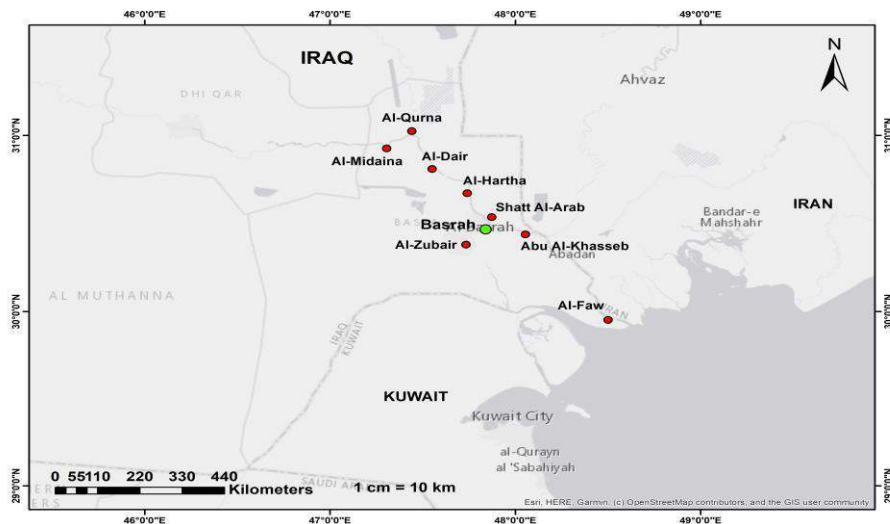 46°0'0"E 47°0'0"E 48°0'0"E 49°0'0"E
IRAQ
N
Ahvaz
DHI QAR
Al-Qurna
31°0'0"N 31°0'0"N
Al-Midaina
Al-Dair
Al-Hartha
Shatt Al-Arab
Basrah
Al-Zubair
Abu Al-Khasseb
Abadan
Bandar-e
Mahshahr
IRAN
AL MUTHANNA
Al-Faw
IRAN
30°0'0"N 30°0'0"N
IRAQ
KUWAIT
KUWAIT
Kuwait City
al-Qurayn
al 'Sabahiyah
SAUDI
0 55110 220 330 440
Kilometers
1 cm = 10 km
29°0'0"N 29°0'0"N
Esri, HERE, Garmin, (c) OpenStreetMap contributors, and the GIS user community
46°0'0"E 47°0'0"E 48°0'0"E 49°0'0"E